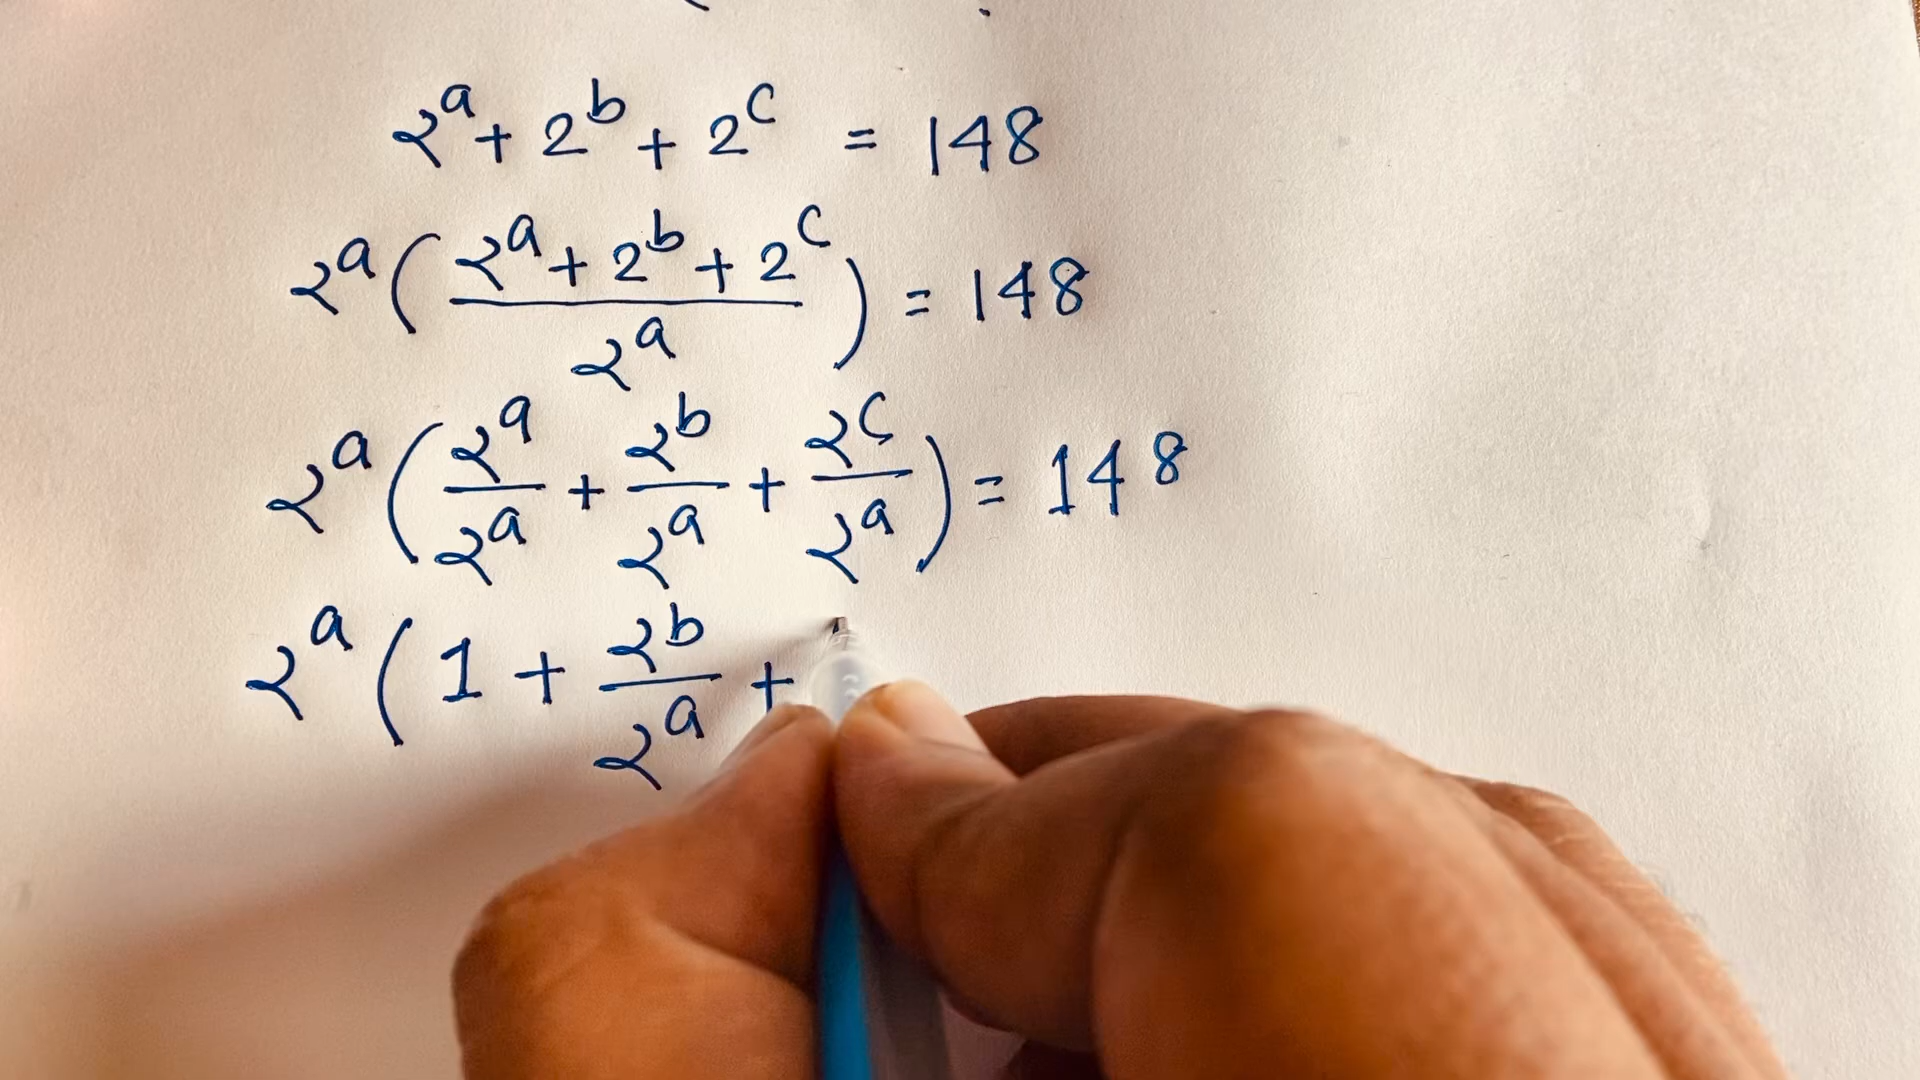 2^a + 2^b + 2^c = 148
2^a ( (2^a + 2^b + 2^c) / 2^a ) = 148
2^a ( 2^a/2^a + 2^b/2^a + 2^c/2^a ) = 148
2^a ( 1 + 2^b/2^a +